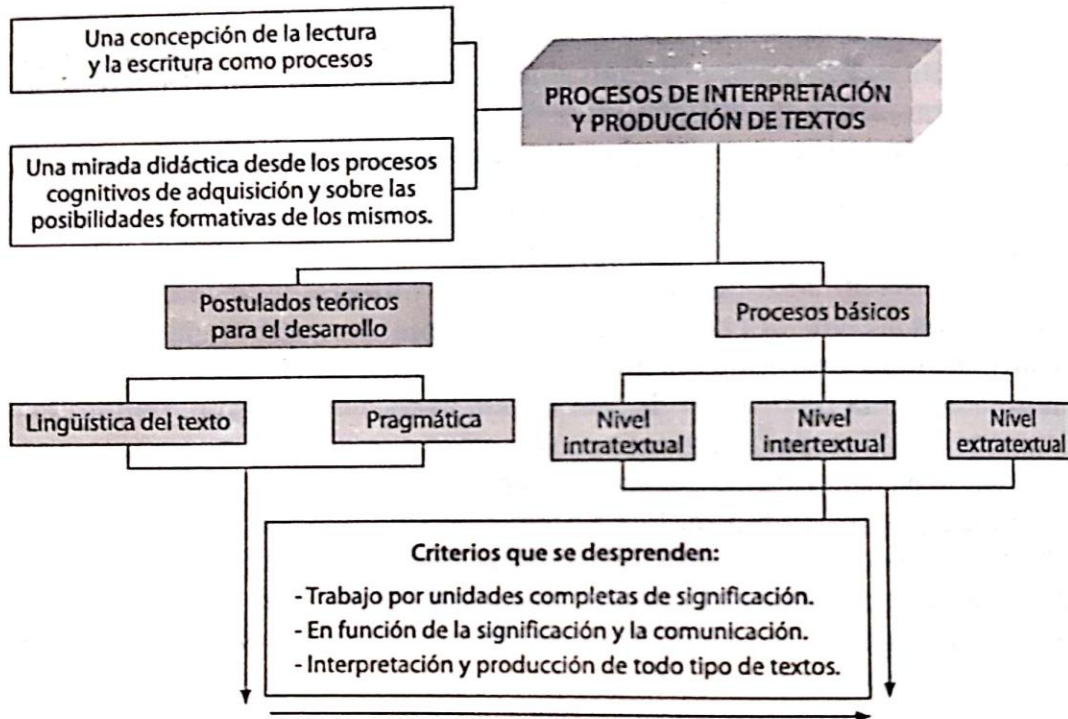 Una concepción de la lectura
y la escritura como procesos
PROCESOS DE INTERPRETACIÓN
Y PRODUCCIÓN DE TEXTOS
Una mirada didáctica desde los procesos
cognitivos de adquisición y sobre las
posibilidades formativas de los mismos.
Postulados teóricos
para el desarrollo
Procesos básicos
Lingüística del texto
Pragmática
Nivel
intratextual
Nivel
intertextual
Nivel
extratextual
Criterios que se desprenden:
- Trabajo por unidades completas de significación.
- En función de la significación y la comunicación.
- Interpretación y producción de todo tipo de textos.